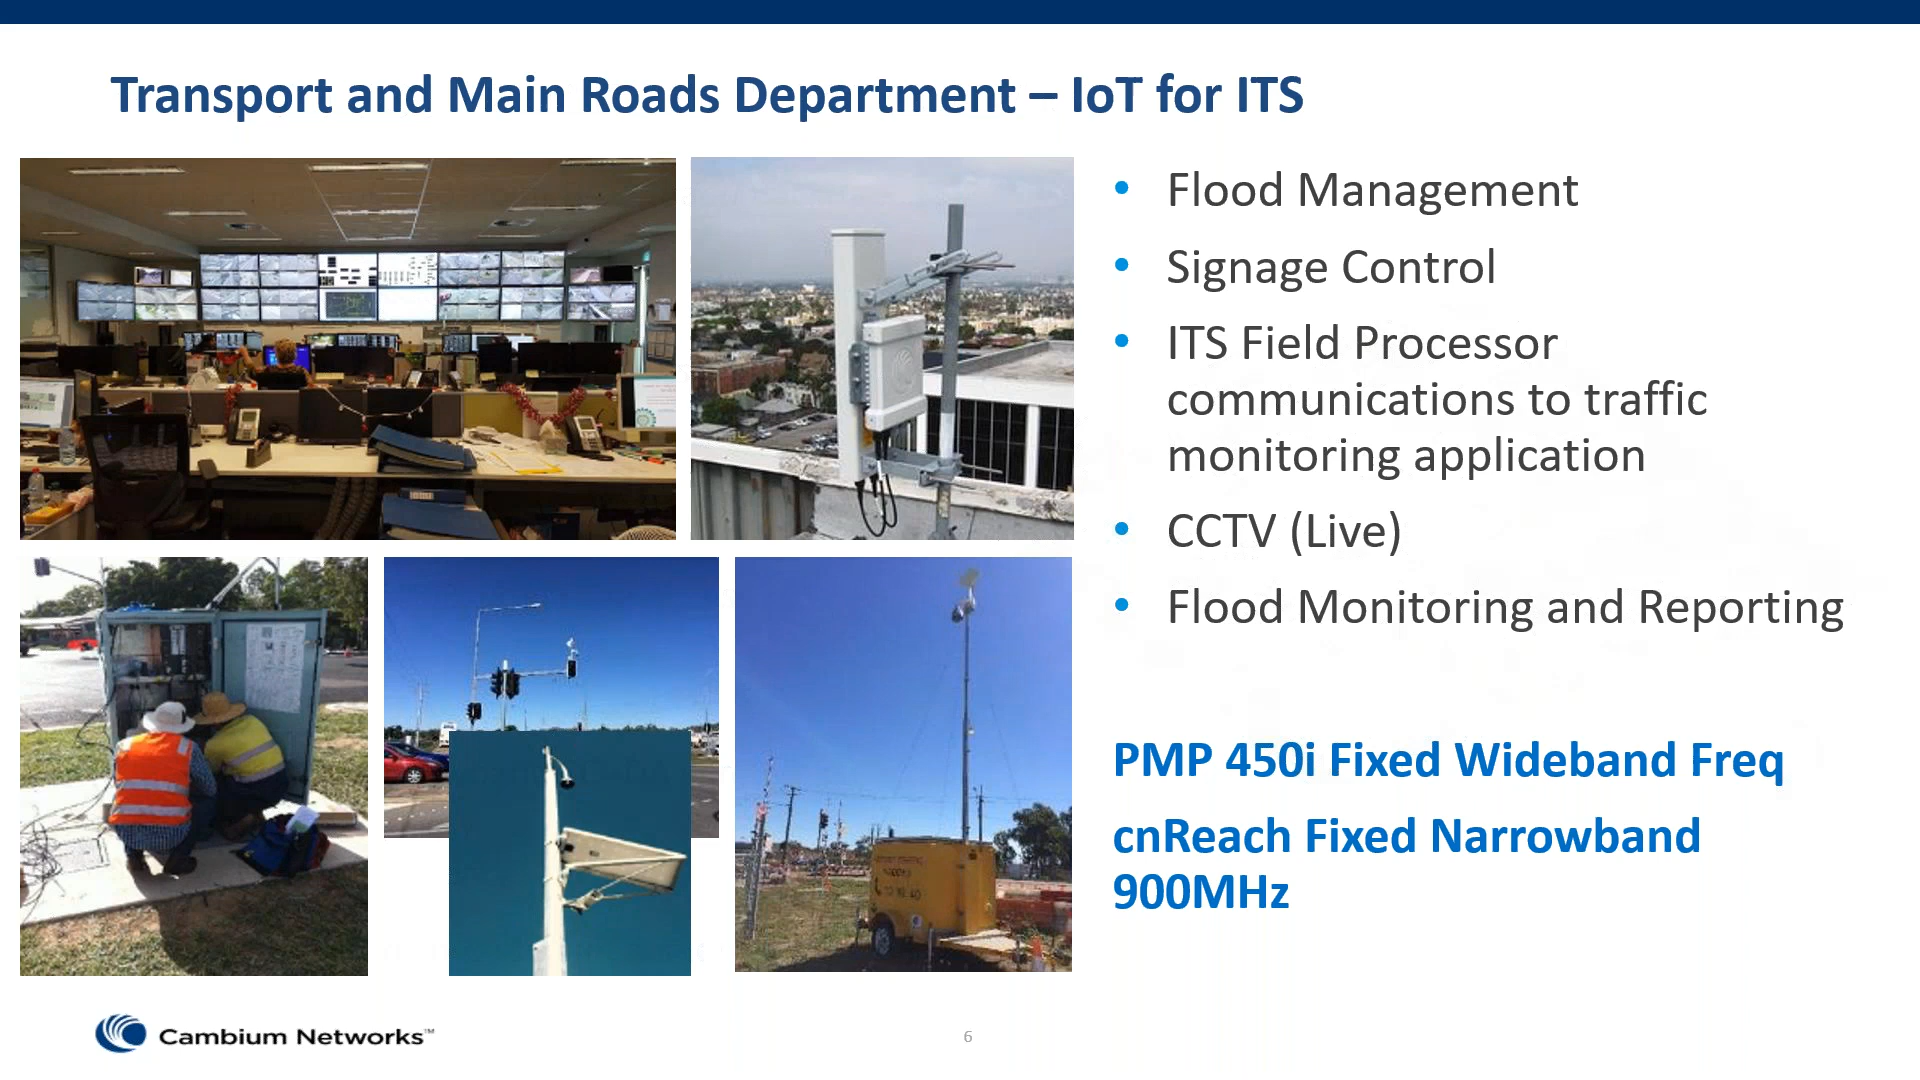 Transport and Main Roads Department – IoT for ITS
• Flood Management
• Signage Control
• ITS Field Processor
communications to traffic
monitoring application
• CCTV (Live)
• Flood Monitoring and Reporting
PMP 450i Fixed Wideband Freq
cnReach Fixed Narrowband
900MHz
Cambium Networks™
6